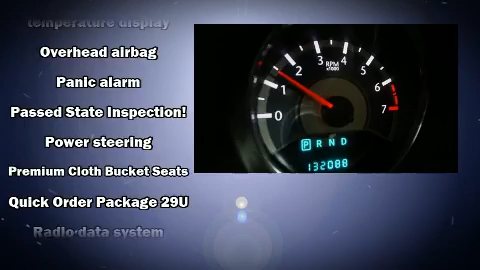 temperature display
Overhead airbag
Panic alarm
Passed State Inspection!
Power steering
Premium Cloth Bucket Seats
Quick Order Package 29U
Radio data system
0 1 2 3 4 5 6 7
RPM
x1000
P R N D
132088